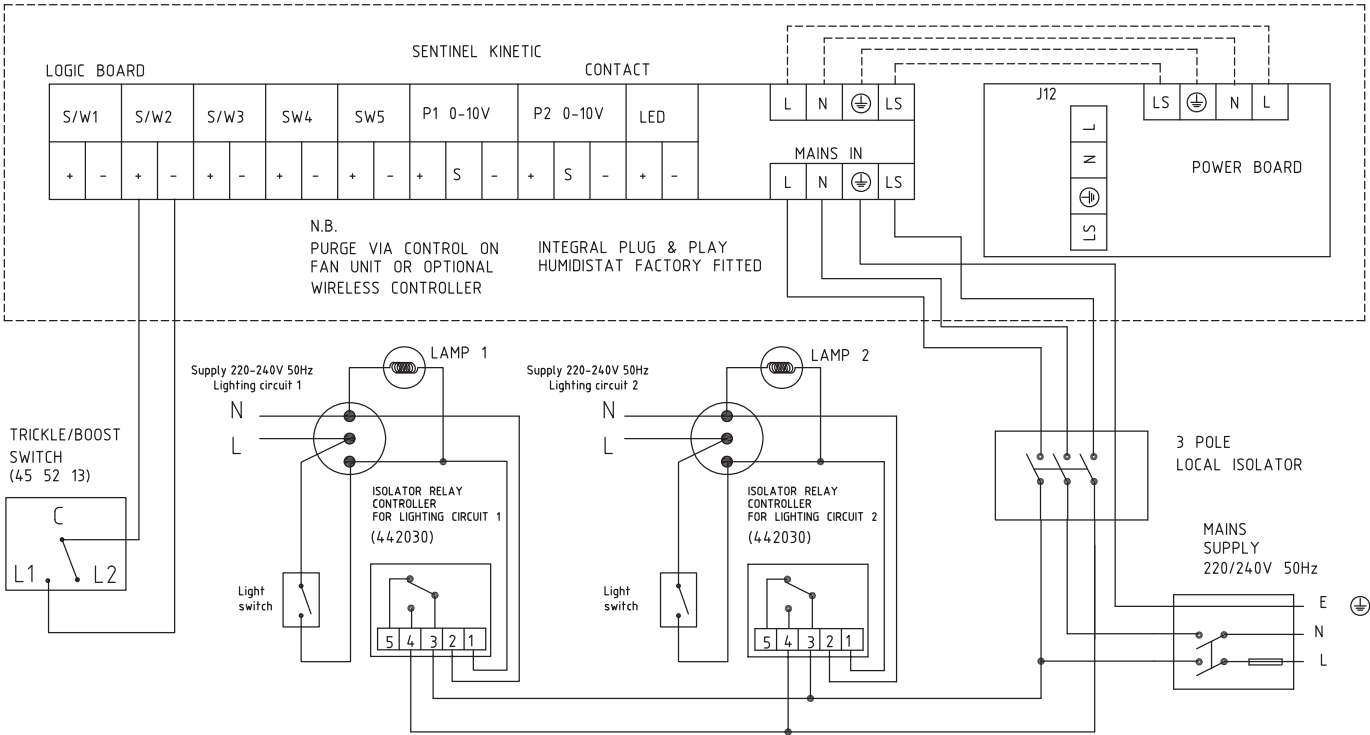 SENTINEL KINETIC
LOGIC BOARD
CONTACT
S/W1 S/W2 S/W3 SW4 SW5 P1 0-10V P2 0-10V LED
+ - + - + - + - + - + S - + S - + -
L N LS
MAINS IN
L N LS
J12
LS N L
L
N
LS
POWER BOARD
N.B.
PURGE VIA CONTROL ON
FAN UNIT OR OPTIONAL
WIRELESS CONTROLLER
INTEGRAL PLUG & PLAY
HUMIDISTAT FACTORY FITTED
TRICKLE/BOOST
SWITCH
(45 52 13)
C
L1 L2
Supply 220-240V 50Hz
Lighting circuit 1
N
L
LAMP 1
ISOLATOR RELAY
CONTROLLER
FOR LIGHTING CIRCUIT 1
(442030)
Light
switch
5 4 3 2 1
Supply 220-240V 50Hz
Lighting circuit 2
N
L
LAMP 2
ISOLATOR RELAY
CONTROLLER
FOR LIGHTING CIRCUIT 2
(442030)
Light
switch
5 4 3 2 1
3 POLE
LOCAL ISOLATOR
MAINS
SUPPLY
220/240V 50Hz
E
N
L